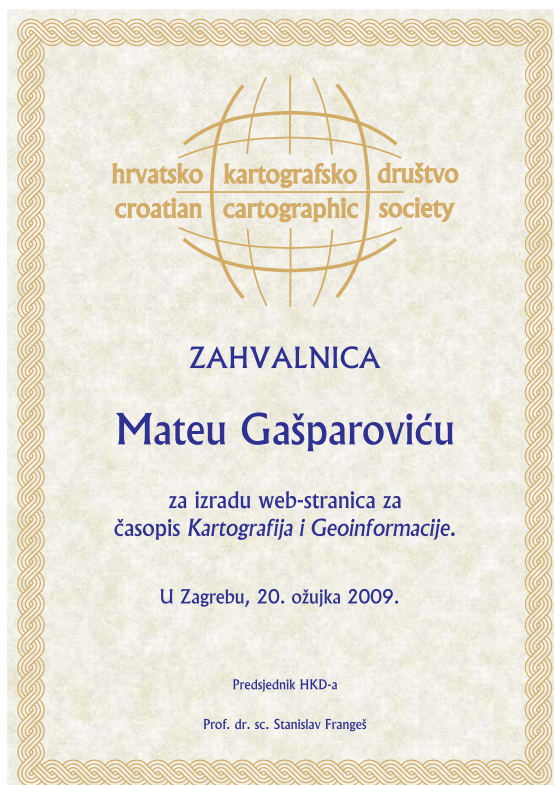 hrvatsko kartografsko društvo
croatian cartographic society
ZAHVALNICA
Mateu Gašparoviću
za izradu web-stranica za
časopis Kartografija i Geoinformacije.
U Zagrebu, 20. ožujka 2009.
Predsjednik HKD-a
Prof. dr. sc. Stanislav Frangeš